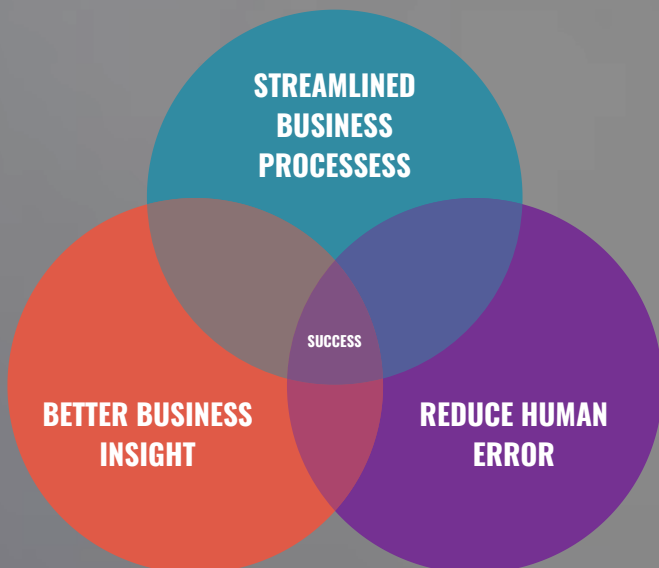 STREAMLINED
BUSINESS
PROCESSESS
SUCCESS
BETTER BUSINESS
INSIGHT
REDUCE HUMAN
ERROR